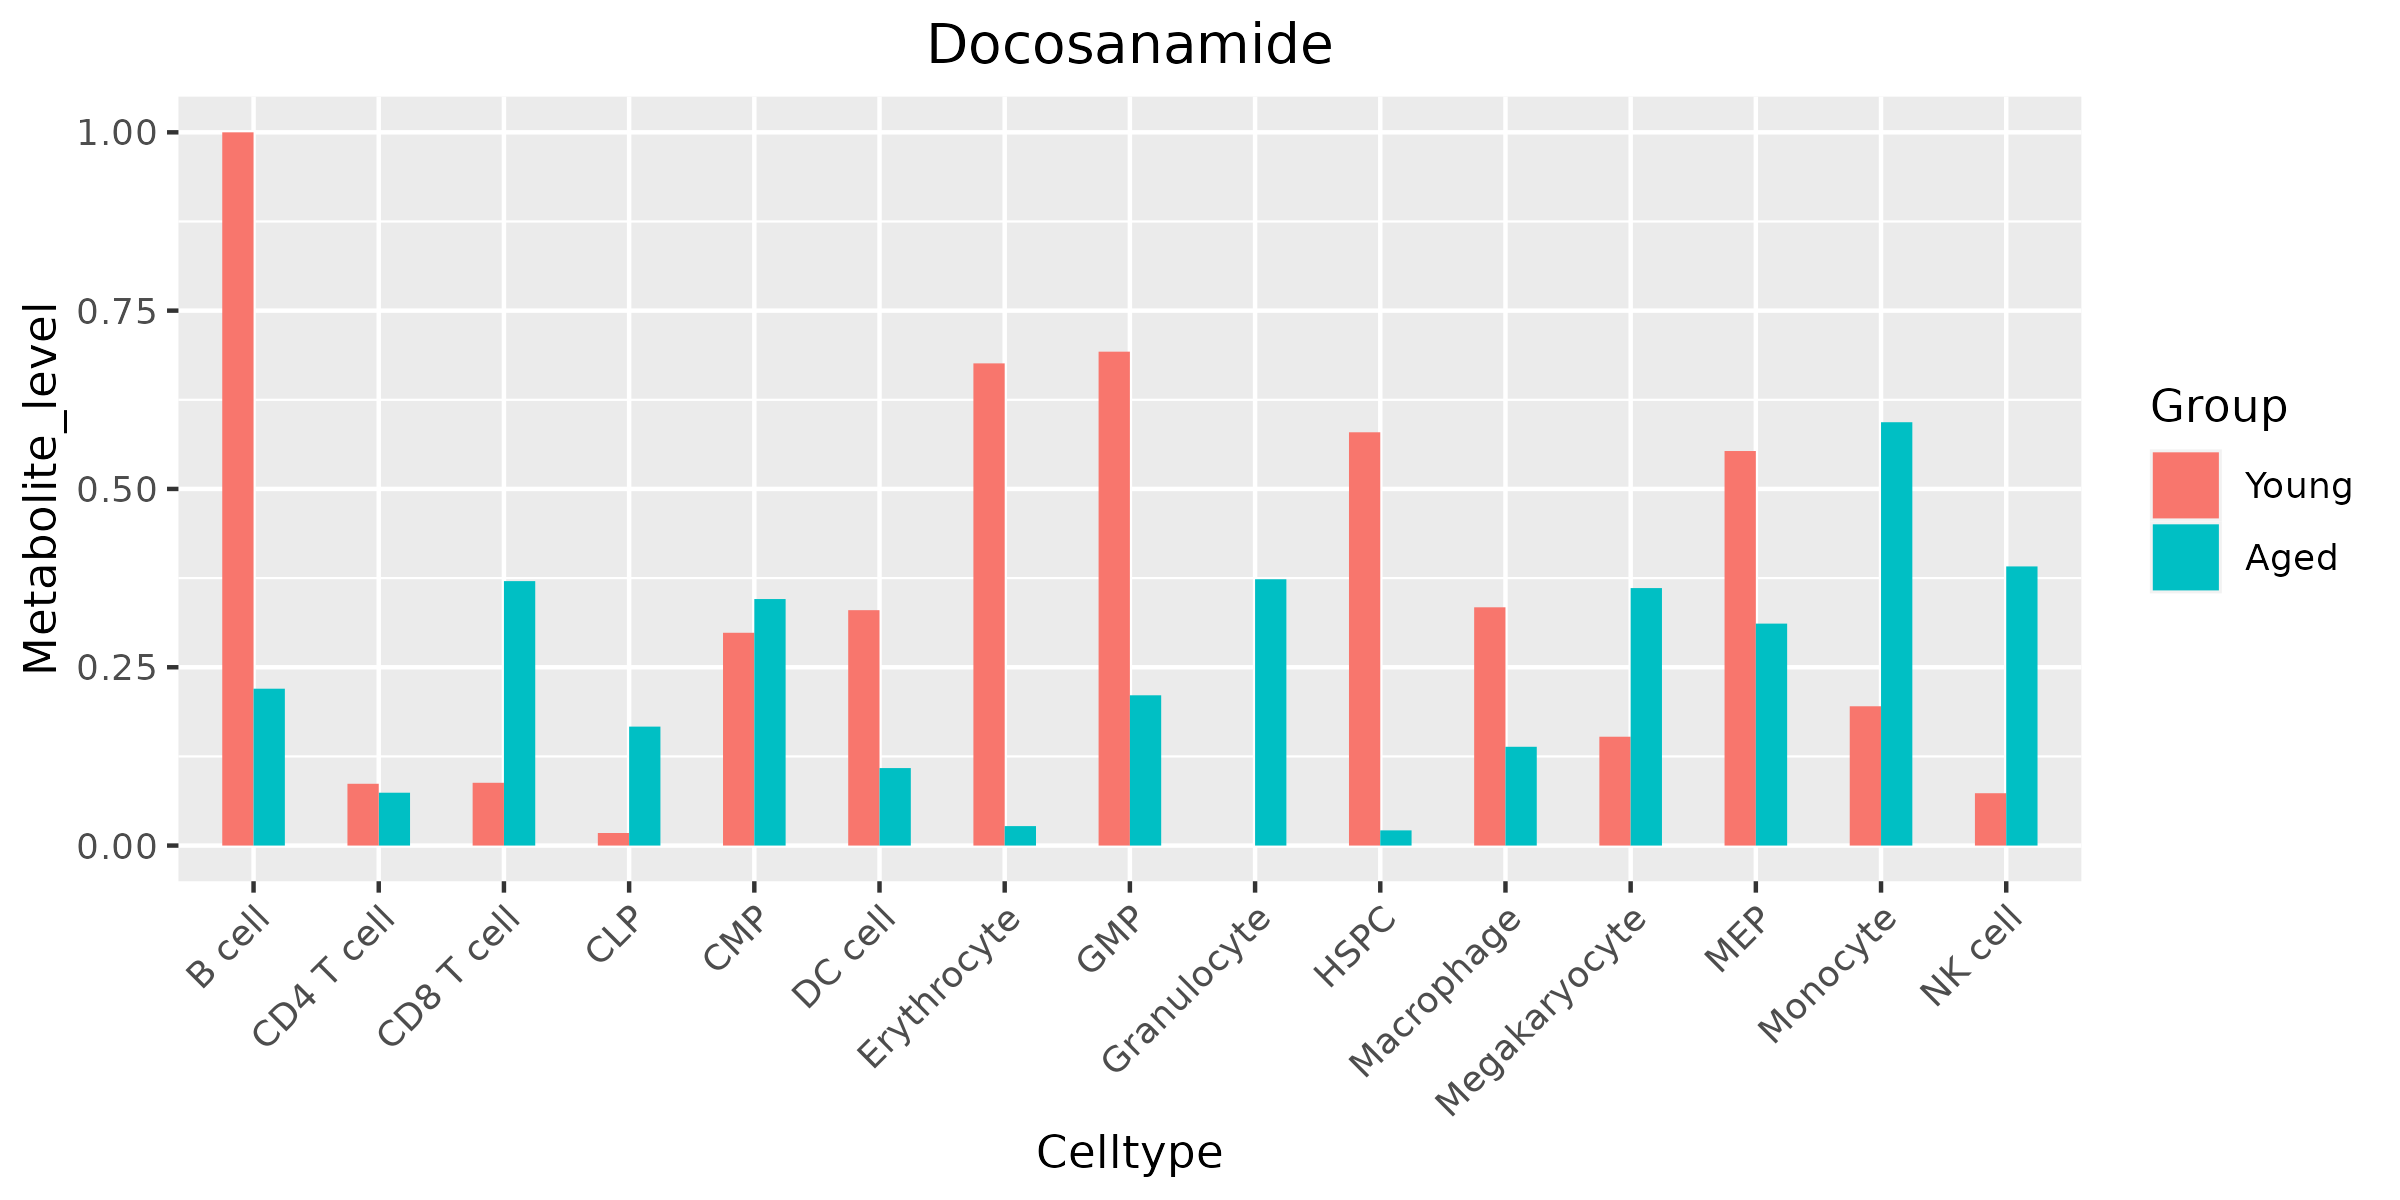 Docosanamide
Metabolite_level
1.00
0.75
0.50
0.25
0.00
B cell
CD4 T cell
CD8 T cell
CLP
CMP
DC cell
Erythrocyte
GMP
Granulocyte
HSPC
Macrophage
Megakaryocyte
MEP
Monocyte
NK cell
Celltype
Group
Young
Aged